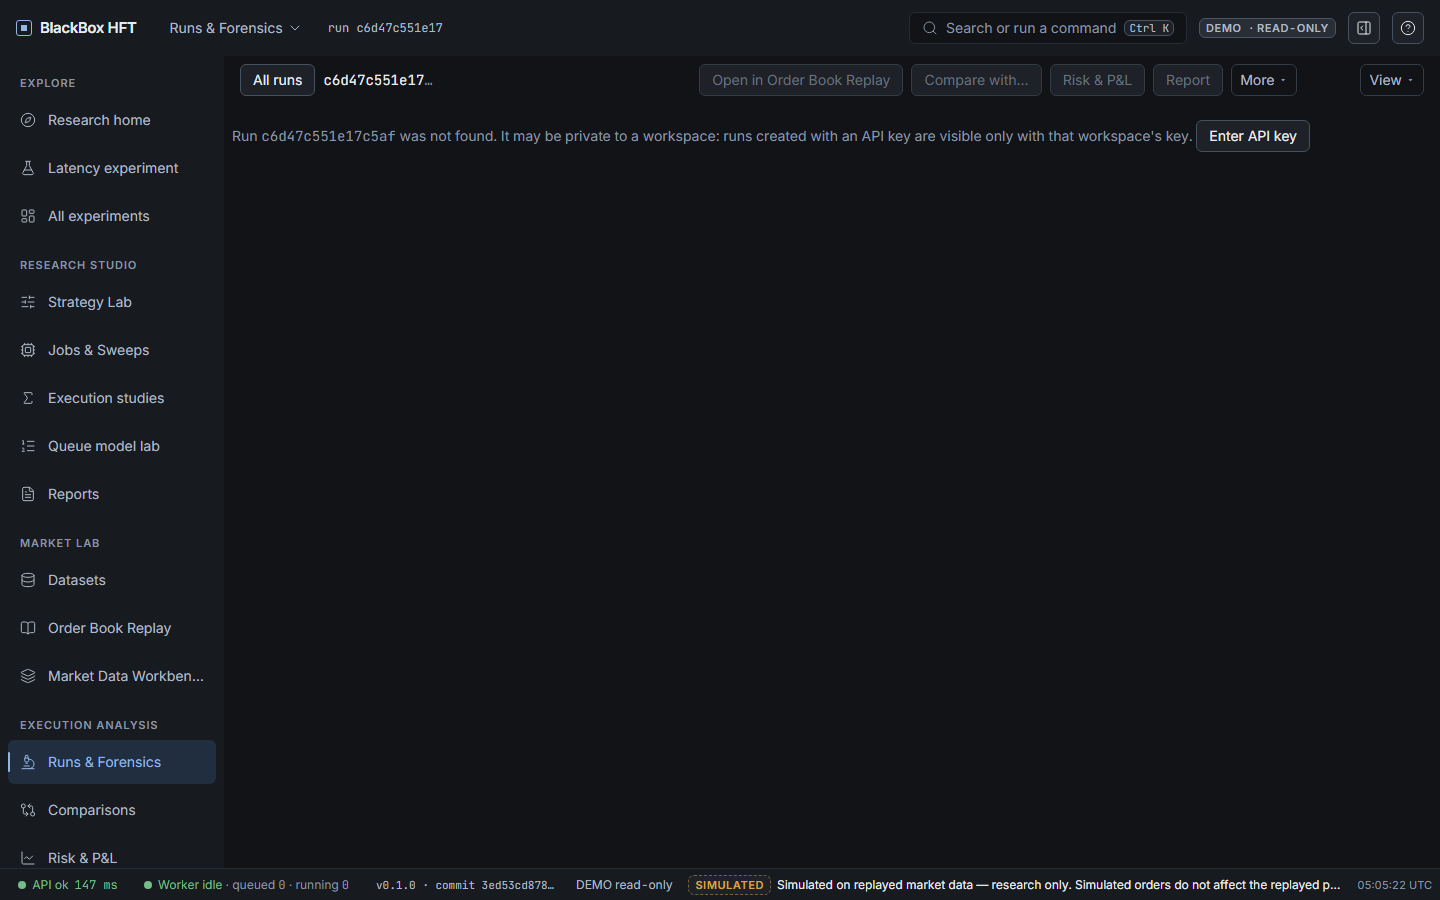 BlackBox HFT
Runs & Forensics
run c6d47c551e17
Search or run a command Ctrl K
DEMO · READ-ONLY
EXPLORE
Research home
Latency experiment
All experiments
RESEARCH STUDIO
Strategy Lab
Jobs & Sweeps
Execution studies
Queue model lab
Reports
MARKET LAB
Datasets
Order Book Replay
Market Data Workben...
EXECUTION ANALYSIS
Runs & Forensics
Comparisons
Risk & P&L
All runs
c6d47c551e17…
Open in Order Book Replay
Compare with...
Risk & P&L
Report
More
View
Run c6d47c551e17c5af was not found. It may be private to a workspace: runs created with an API key are visible only with that workspace's key. Enter API key
API ok 147 ms
Worker idle · queued 0 · running 0
v0.1.0 · commit 3ed53cd878…
DEMO read-only
SIMULATED
Simulated on replayed market data — research only. Simulated orders do not affect the replayed p...
05:05:22 UTC